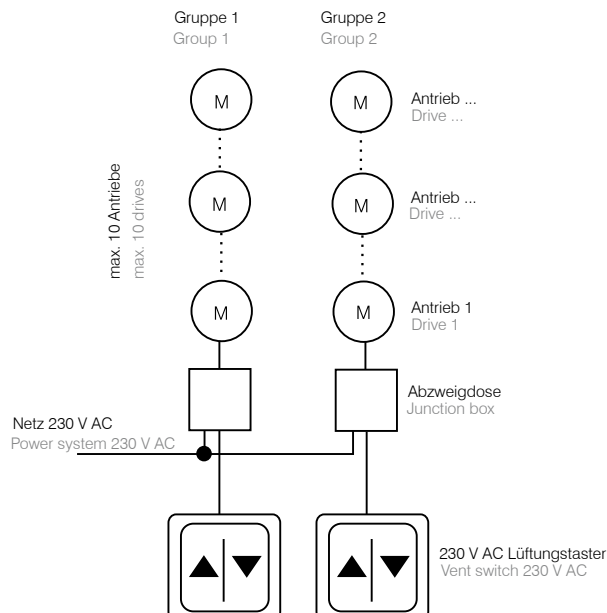 Gruppe 1
Group 1
Gruppe 2
Group 2
M
M
Antrieb ...
Drive ...
max. 10 Antriebe
max. 10 drives
M
M
Antrieb ...
Drive ...
M
M
Antrieb 1
Drive 1
Abzweigdose
Junction box
Netz 230 V AC
Power system 230 V AC
230 V AC Lüftungstaster
Vent switch 230 V AC